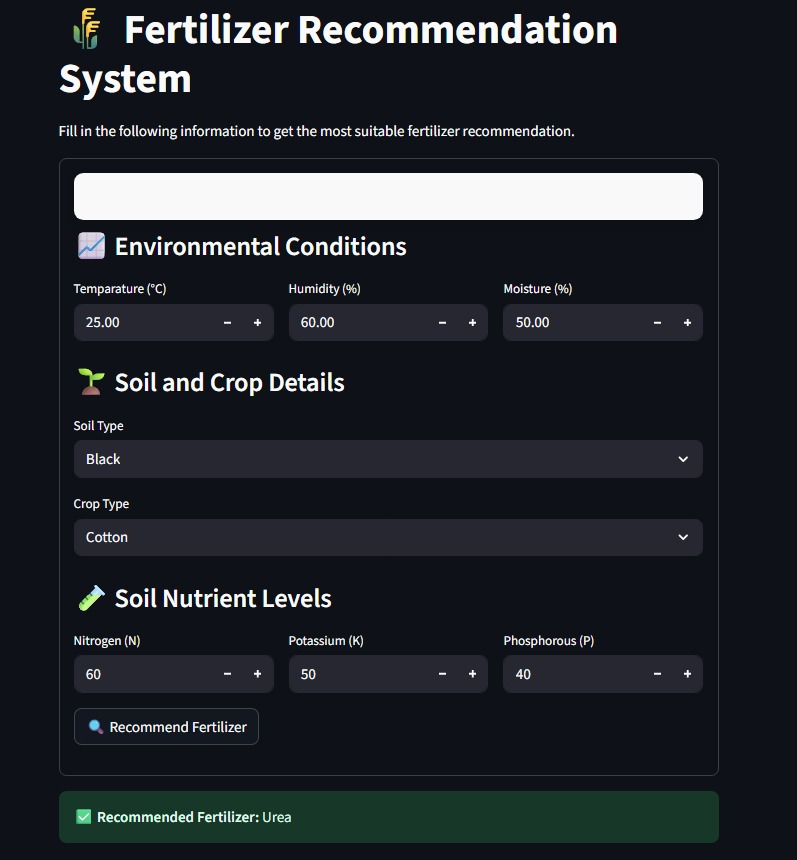 Fertilizer Recommendation
System
Fill in the following information to get the most suitable fertilizer recommendation.
Environmental Conditions
Temparature (°C) Humidity (%) Moisture (%)
25.00 60.00 50.00
Soil and Crop Details
Soil Type
Black
Crop Type
Cotton
Soil Nutrient Levels
Nitrogen (N) Potassium (K) Phosphorous (P)
60 50 40
Recommend Fertilizer
Recommended Fertilizer: Urea